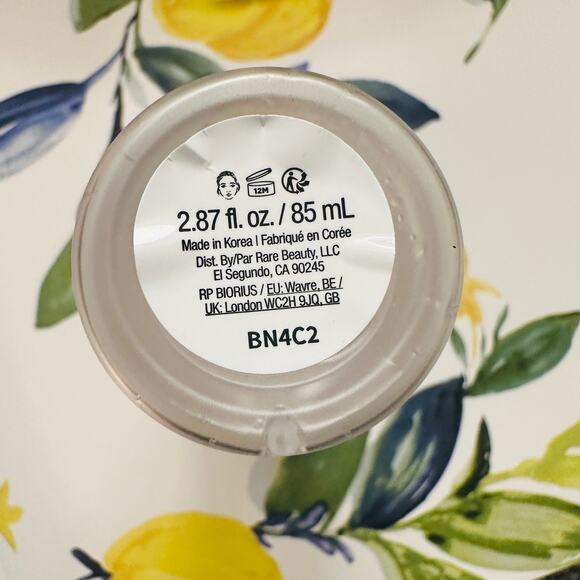 12M
2.87 fl. oz. / 85 mL
Made in Korea | Fabriqué en Corée
Dist. By/Par Rare Beauty, LLC
El Segundo, CA 90245
RP BIORIUS / EU: Wavre, BE /
UK: London WC2H 9JQ, GB
BN4C2